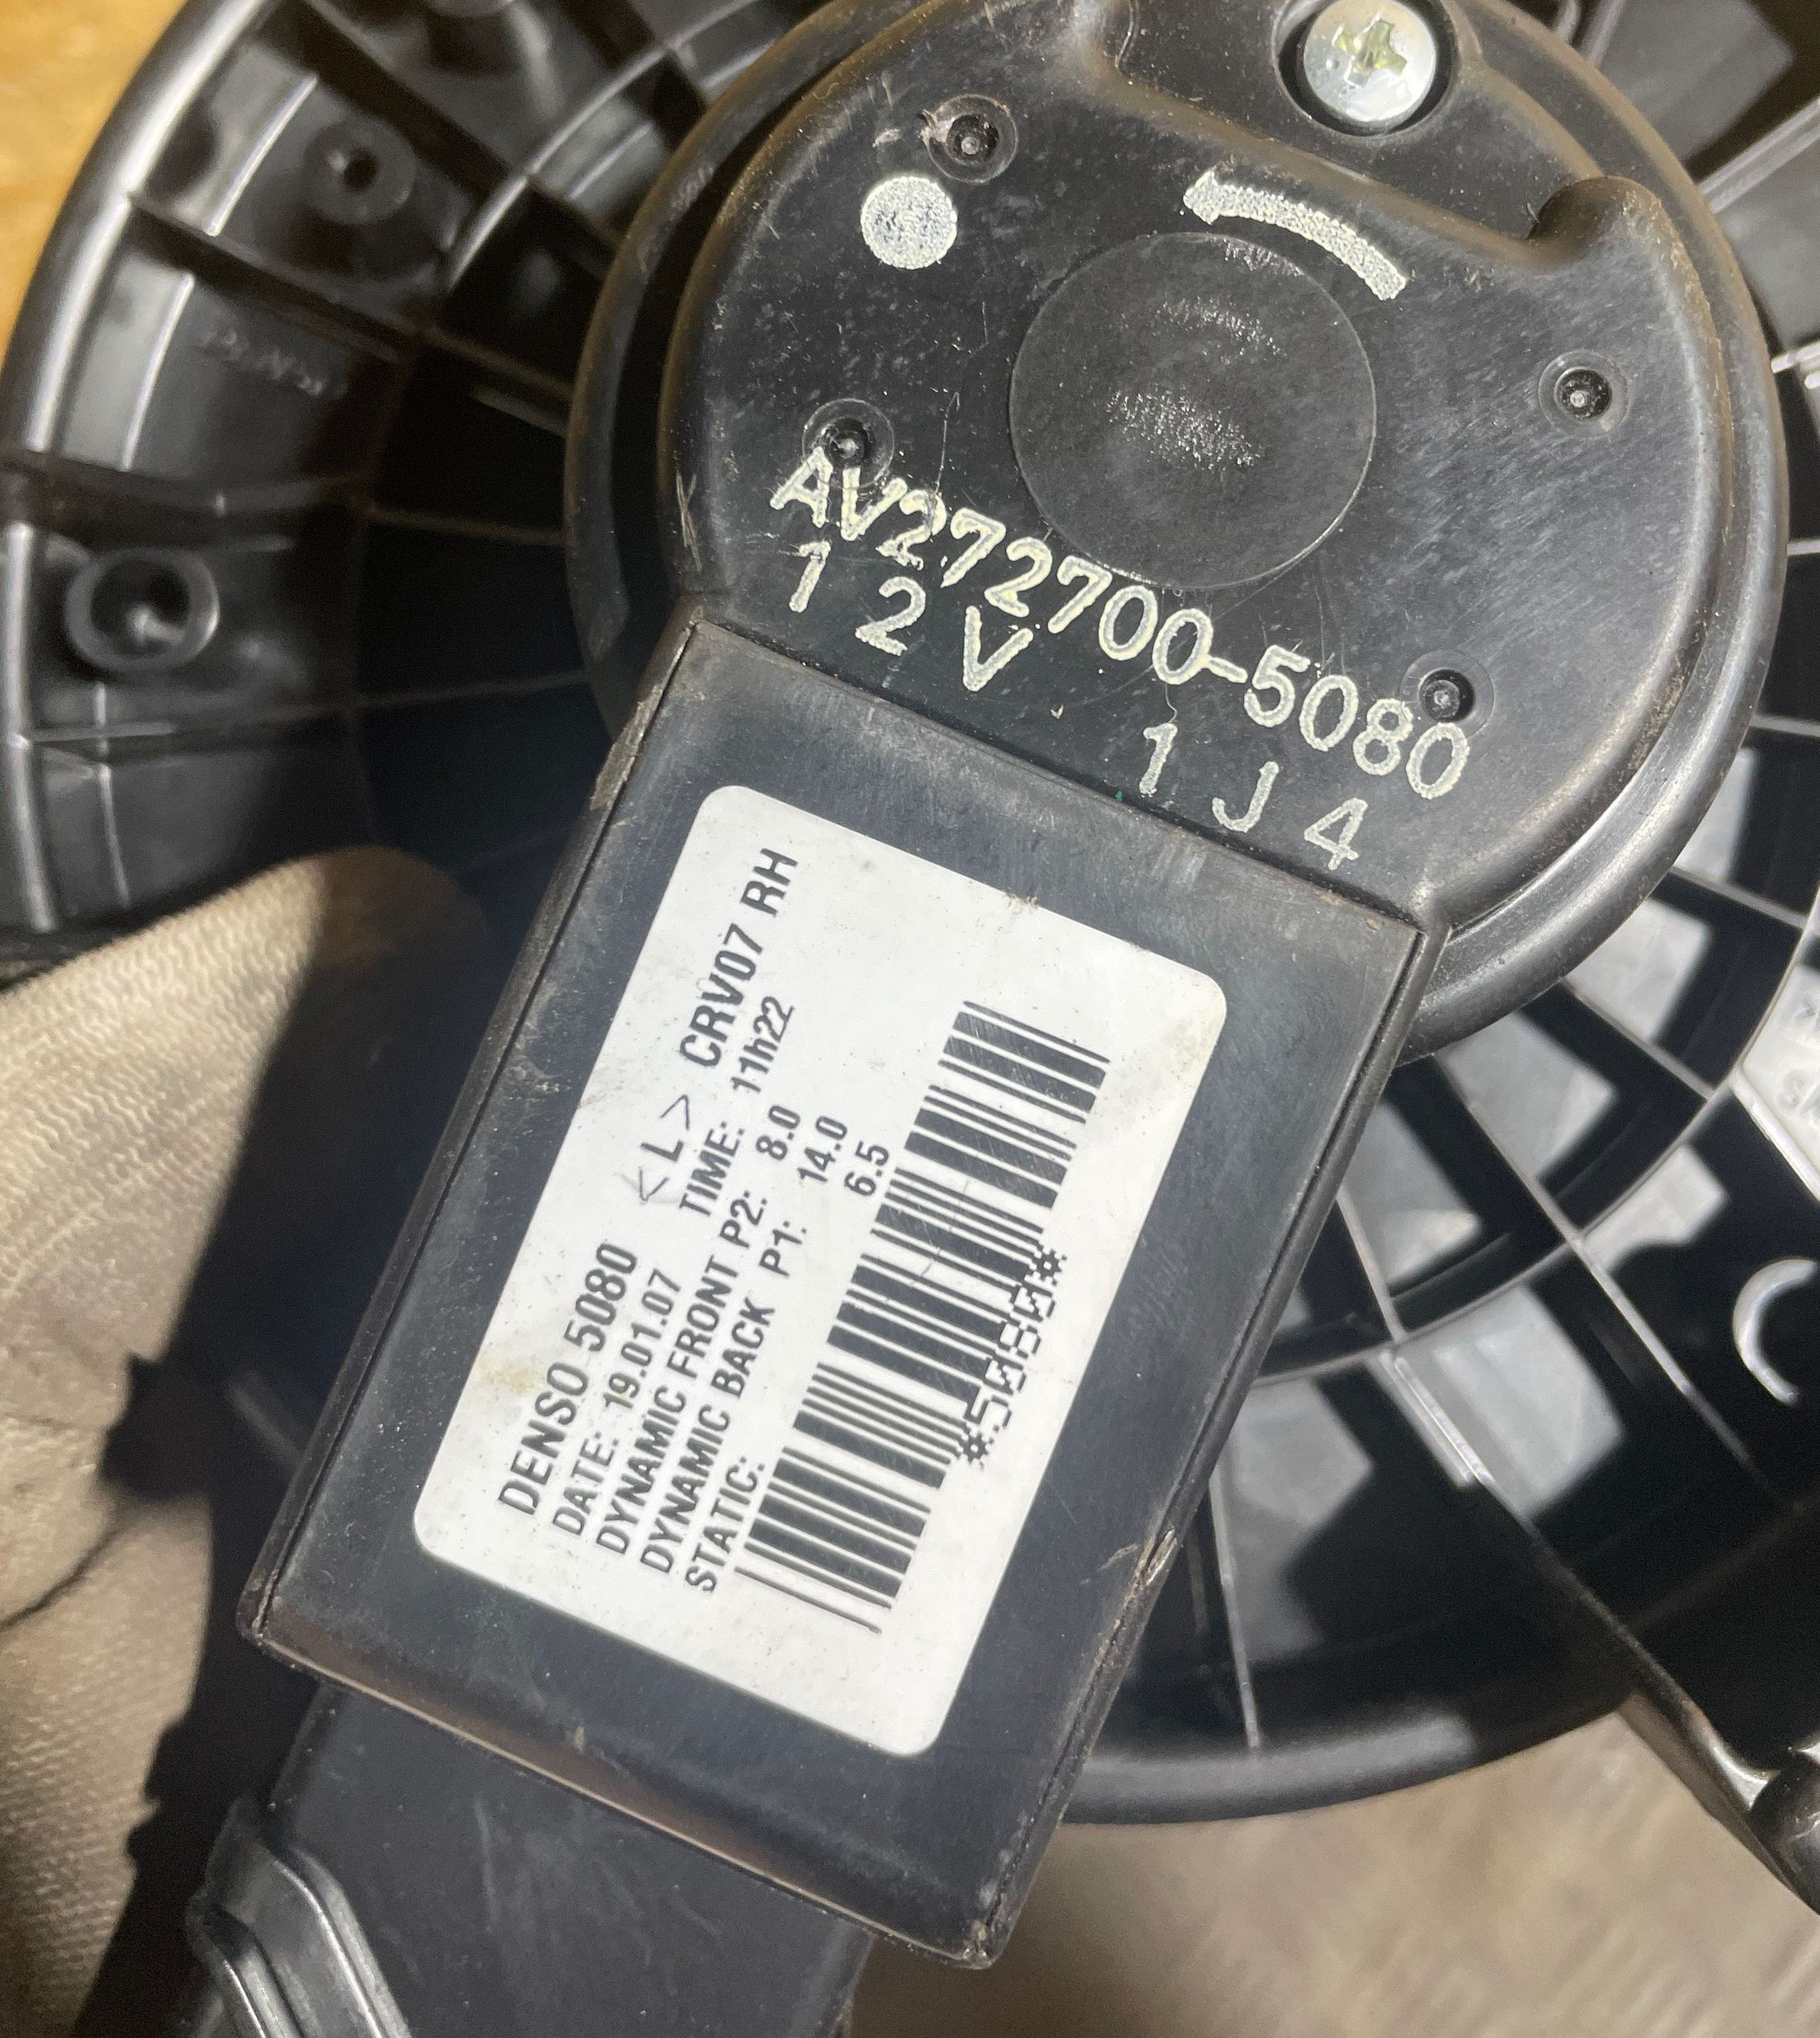 AV272700-5080
12V 1J4
DENSO 5080 <L> CRV07 RH
DATE: 19.01.07 TIME: 11h22
DYNAMIC FRONT P2: 8.0
DYNAMIC BACK P1: 14.0
STATIC: 6.5
*5080*